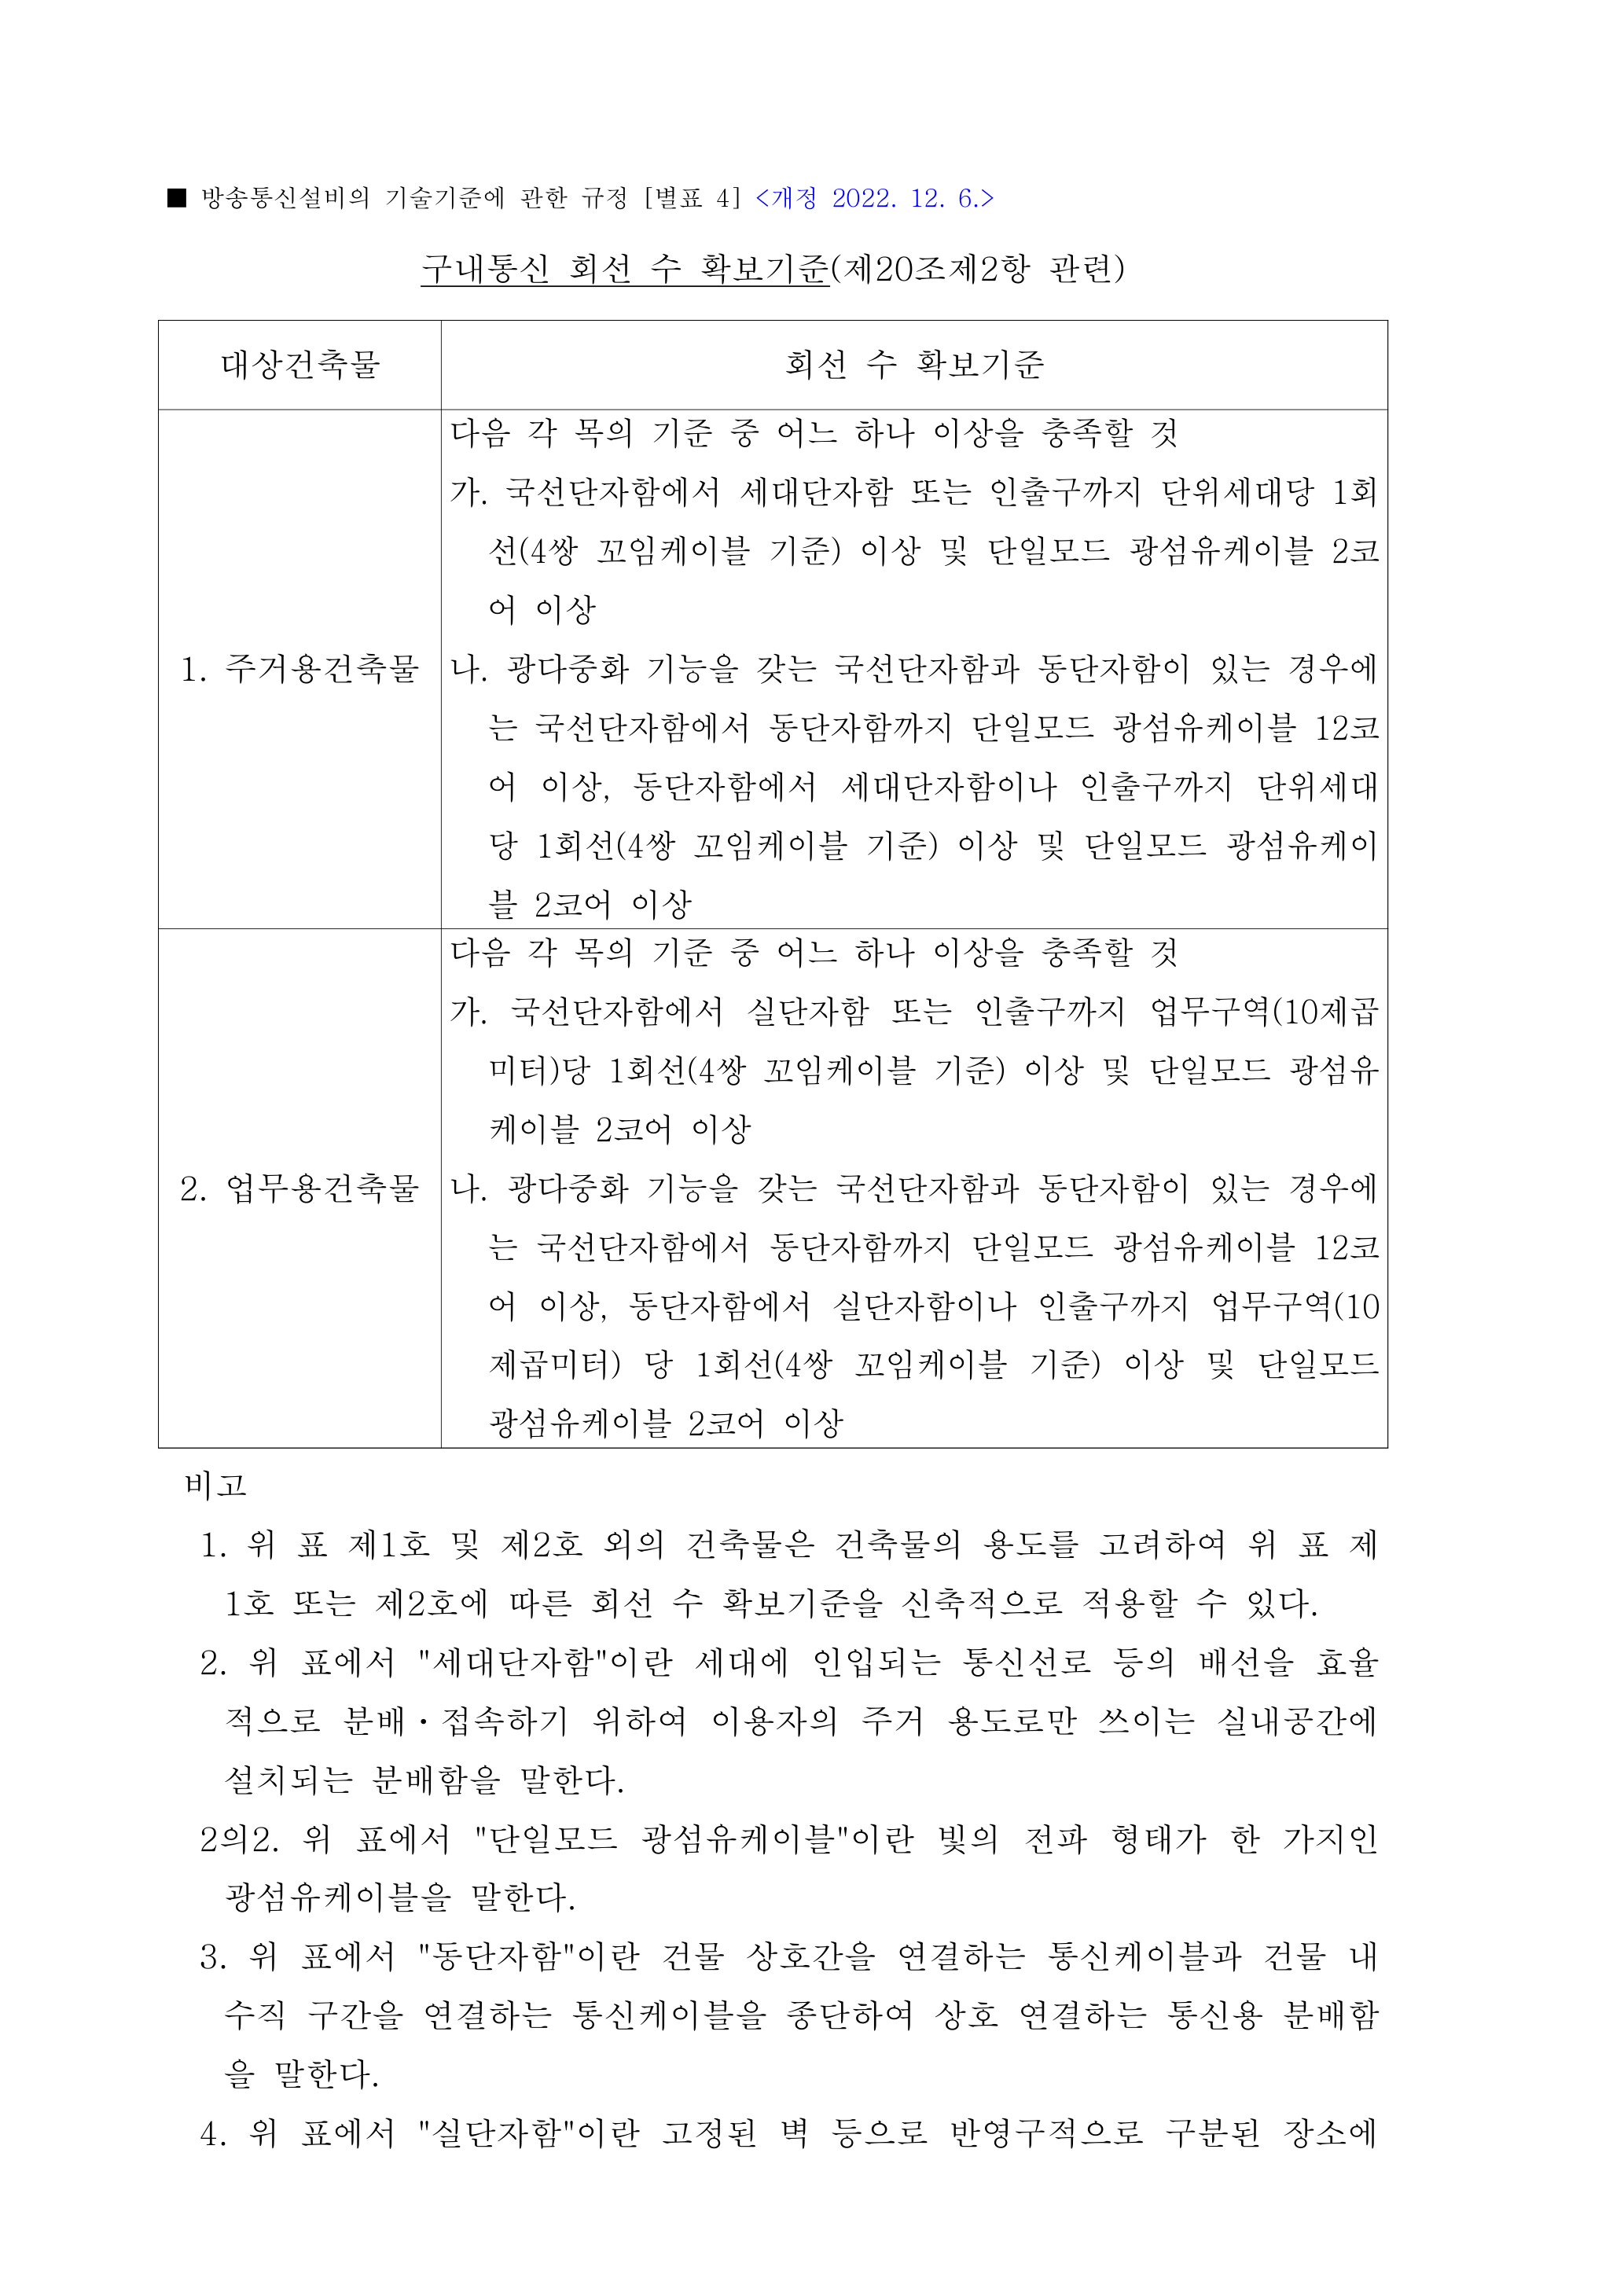 ■ 방송통신설비의 기술기준에 관한 규정 [별표 4] <개정 2022. 12. 6.>
구내통신 회선 수 확보기준(제20조제2항 관련)
대상건축물
회선 수 확보기준
1. 주거용건축물
다음 각 목의 기준 중 어느 하나 이상을 충족할 것
가. 국선단자함에서 세대단자함 또는 인출구까지 단위세대당 1회
선(4쌍 꼬임케이블 기준) 이상 및 단일모드 광섬유케이블 2코
어 이상
나. 광다중화 기능을 갖는 국선단자함과 동단자함이 있는 경우에
는 국선단자함에서 동단자함까지 단일모드 광섬유케이블 12코
어 이상, 동단자함에서 세대단자함이나 인출구까지 단위세대
당 1회선(4쌍 꼬임케이블 기준) 이상 및 단일모드 광섬유케이
블 2코어 이상
2. 업무용건축물
다음 각 목의 기준 중 어느 하나 이상을 충족할 것
가. 국선단자함에서 실단자함 또는 인출구까지 업무구역(10제곱
미터)당 1회선(4쌍 꼬임케이블 기준) 이상 및 단일모드 광섬유
케이블 2코어 이상
나. 광다중화 기능을 갖는 국선단자함과 동단자함이 있는 경우에
는 국선단자함에서 동단자함까지 단일모드 광섬유케이블 12코
어 이상, 동단자함에서 실단자함이나 인출구까지 업무구역(10
제곱미터) 당 1회선(4쌍 꼬임케이블 기준) 이상 및 단일모드
광섬유케이블 2코어 이상
비고
1. 위 표 제1호 및 제2호 외의 건축물은 건축물의 용도를 고려하여 위 표 제
1호 또는 제2호에 따른 회선 수 확보기준을 신축적으로 적용할 수 있다.
2. 위 표에서 "세대단자함"이란 세대에 인입되는 통신선로 등의 배선을 효율
적으로 분배·접속하기 위하여 이용자의 주거 용도로만 쓰이는 실내공간에
설치되는 분배함을 말한다.
2의2. 위 표에서 "단일모드 광섬유케이블"이란 빛의 전파 형태가 한 가지인
광섬유케이블을 말한다.
3. 위 표에서 "동단자함"이란 건물 상호간을 연결하는 통신케이블과 건물 내
수직 구간을 연결하는 통신케이블을 종단하여 상호 연결하는 통신용 분배함
을 말한다.
4. 위 표에서 "실단자함"이란 고정된 벽 등으로 반영구적으로 구분된 장소에